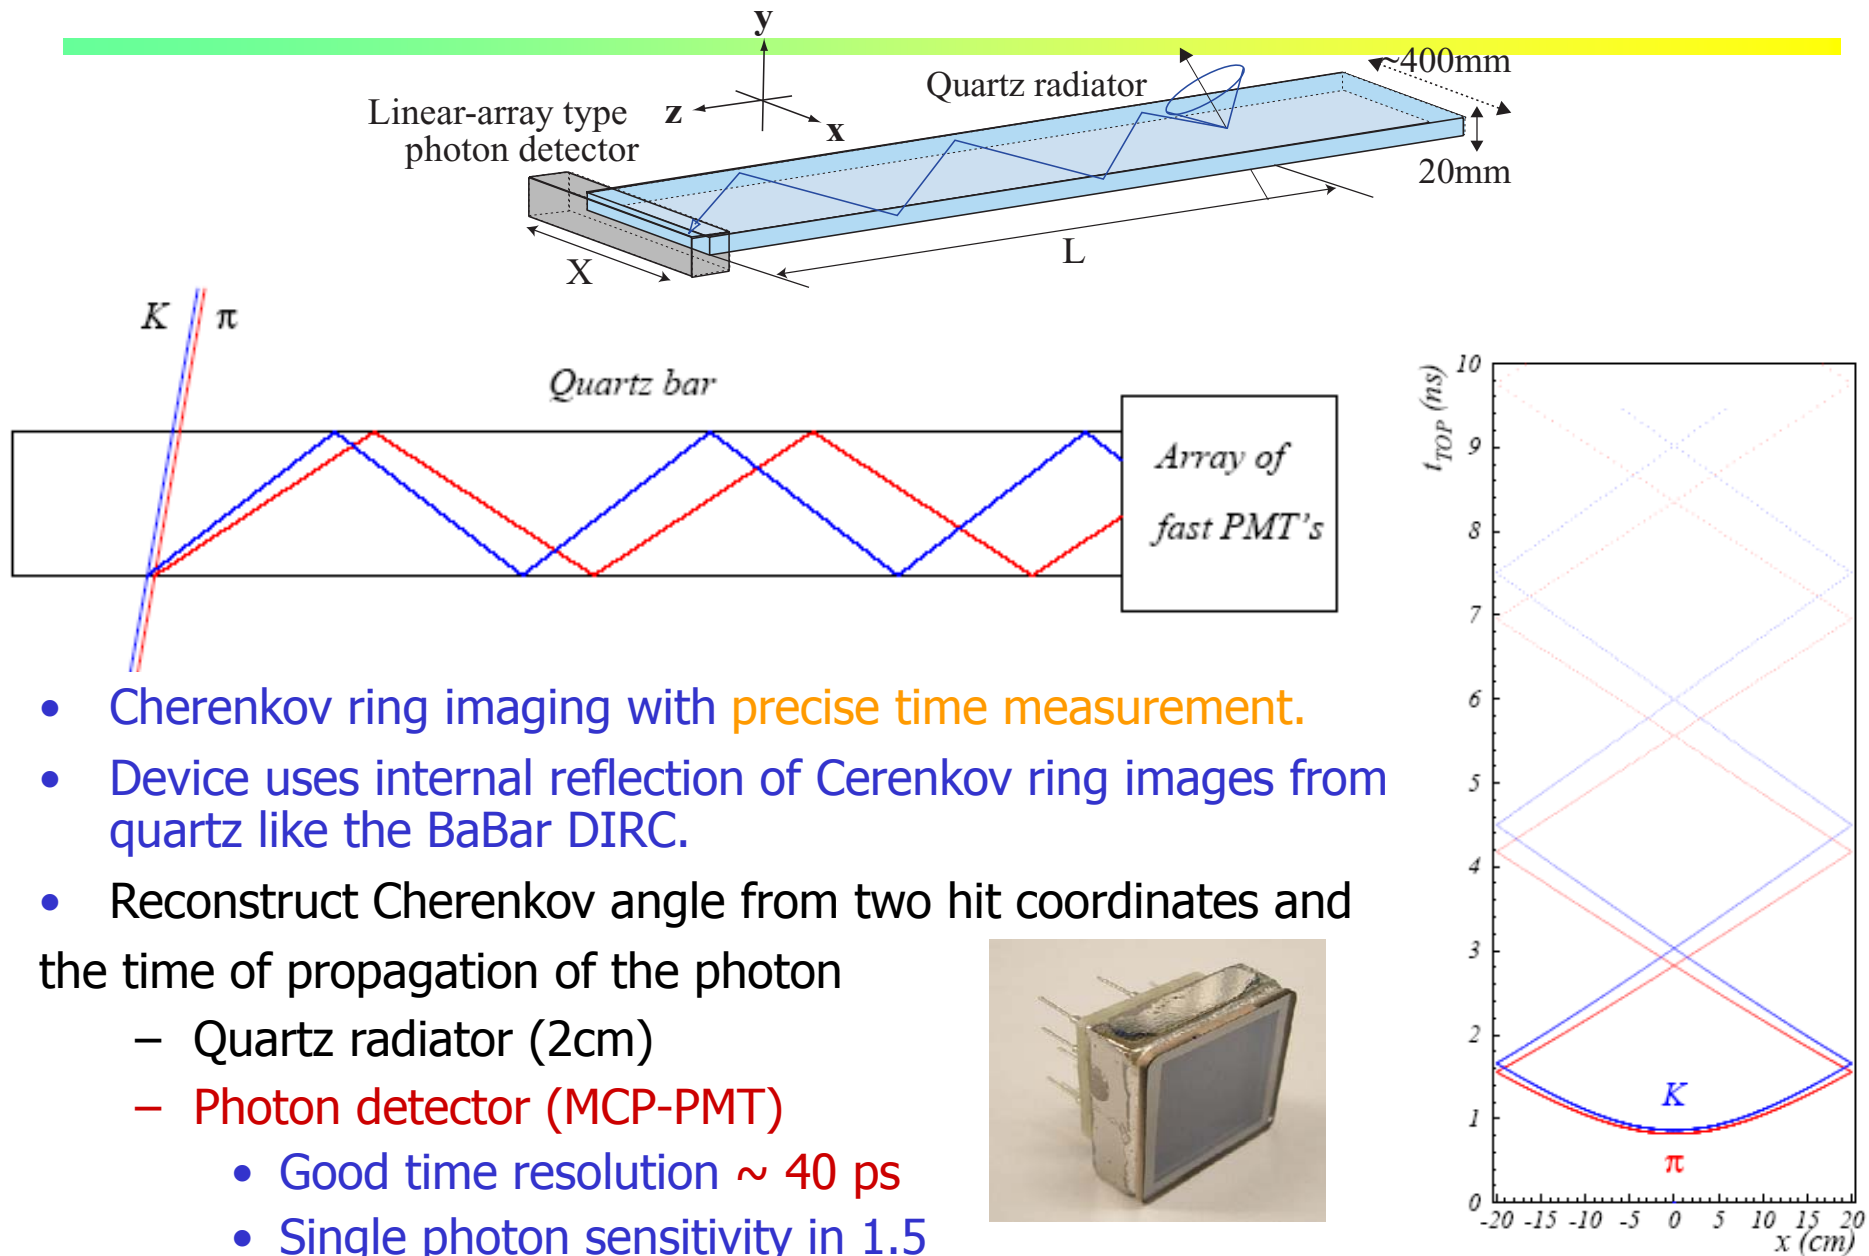 y
~400mm
Quartz radiator
Linear-array type
photon detector
z
x
20mm
L
X
K π
Quartz bar
Array of
fast PMT's
• Cherenkov ring imaging with precise time measurement.
• Device uses internal reflection of Cerenkov ring images from
quartz like the BaBar DIRC.
• Reconstruct Cherenkov angle from two hit coordinates and
the time of propagation of the photon
– Quartz radiator (2cm)
– Photon detector (MCP-PMT)
• Good time resolution ~ 40 ps
• Single photon sensitivity in 1.5
t_TOP (ns)
10
9
8
7
6
5
4
3
2
1
0
K
π
-20 -15 -10 -5 0 5 10 15 20
x (cm)